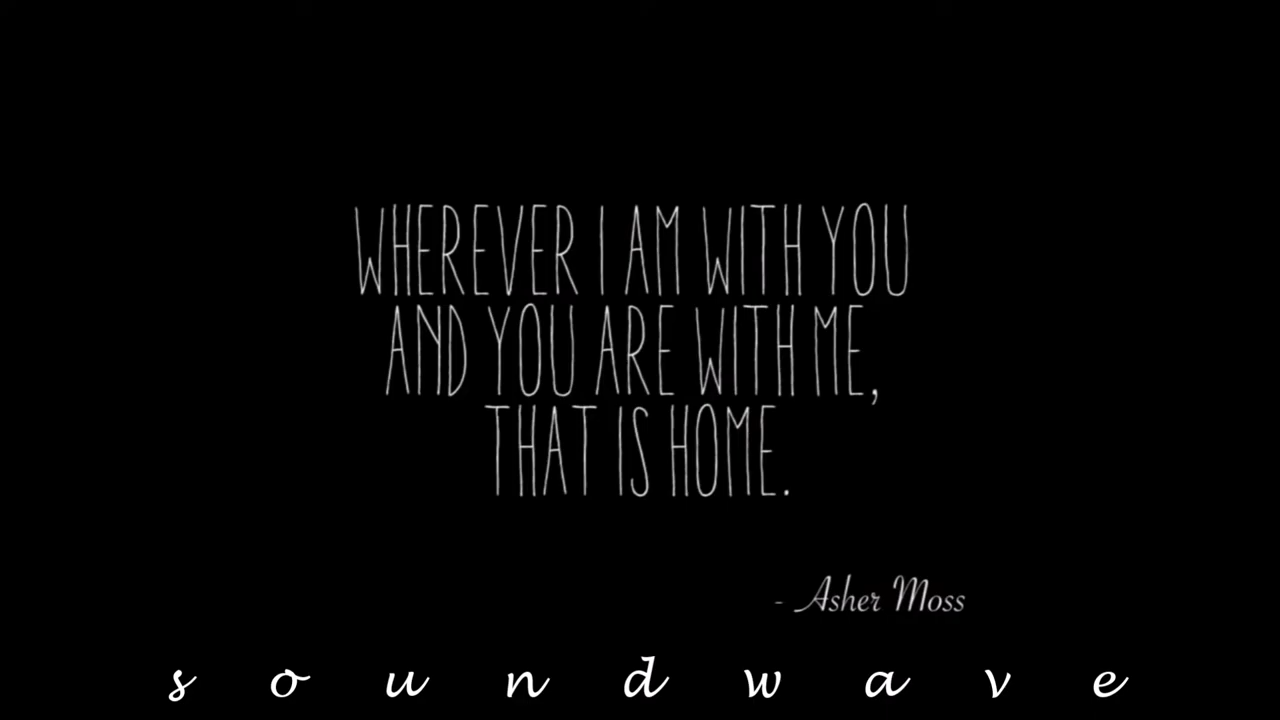 WHEREVER I AM WITH YOU
AND YOU ARE WITH ME,
THAT IS HOME.
- Asher Moss
s o u n d w a v e